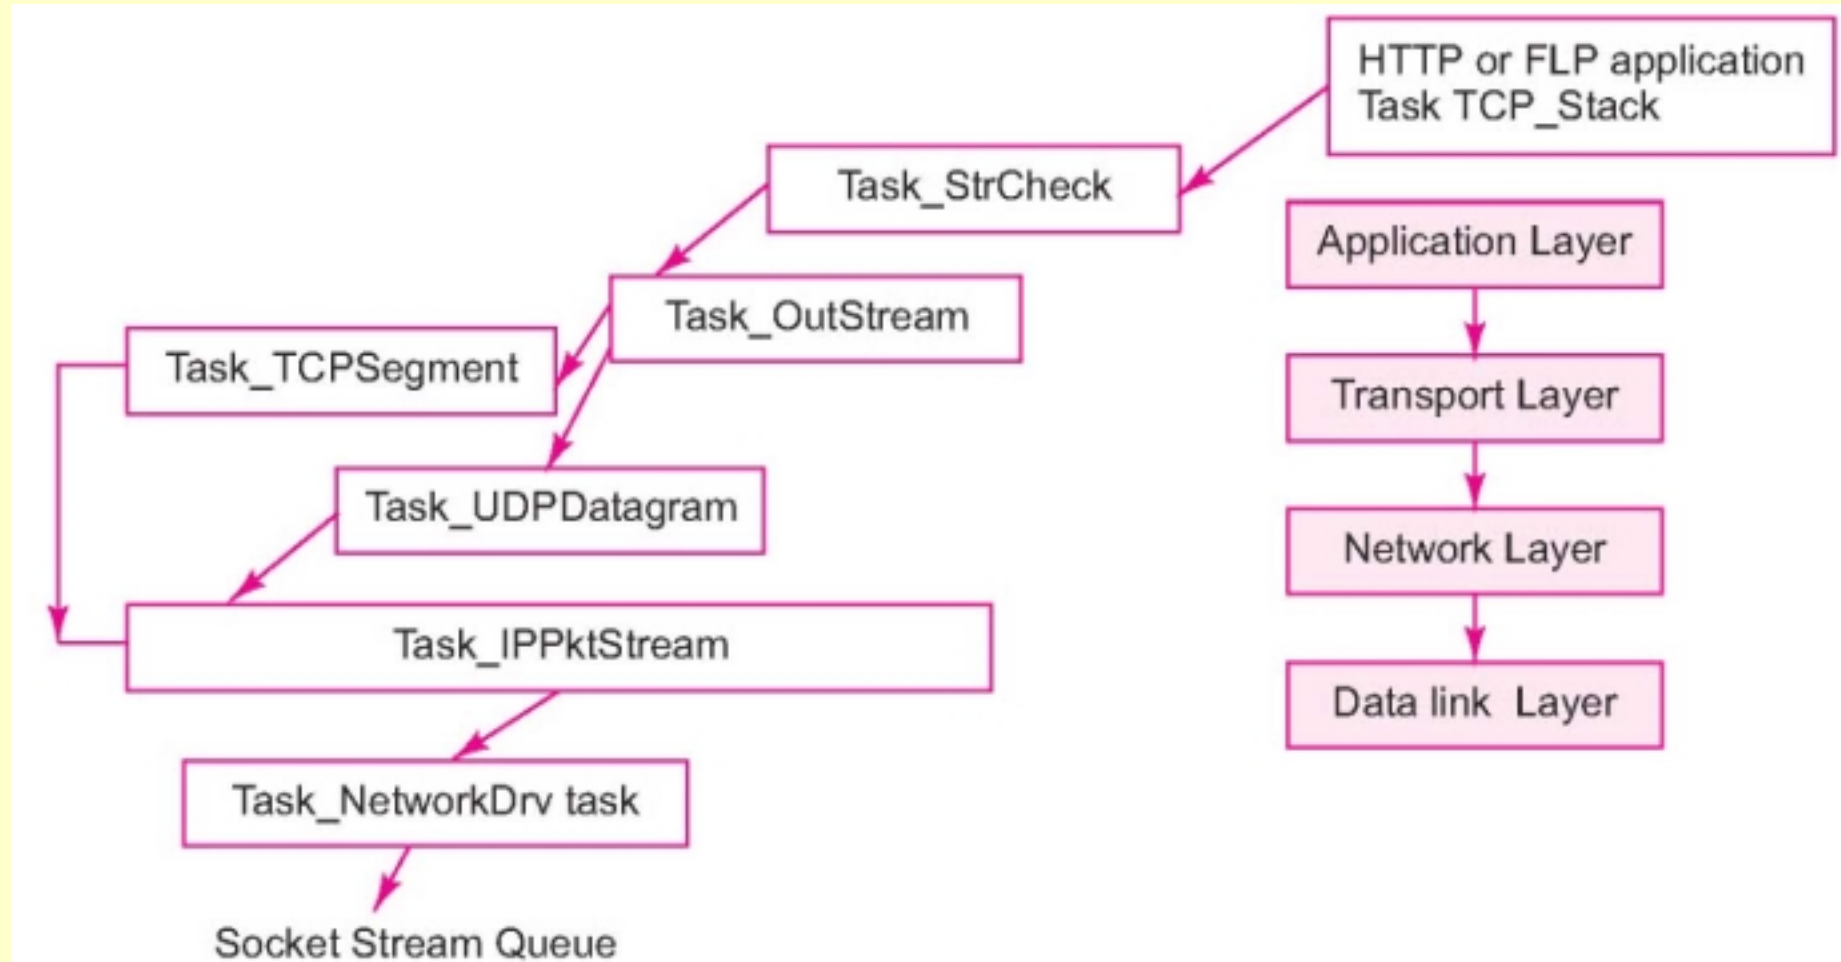 HTTP or FLP application
Task TCP_Stack
Task_StrCheck
Application Layer
Task_OutStream
Task_TCPSegment
Transport Layer
Task_UDPDatagram
Network Layer
Task_IPPktStream
Data link Layer
Task_NetworkDrv task
Socket Stream Queue